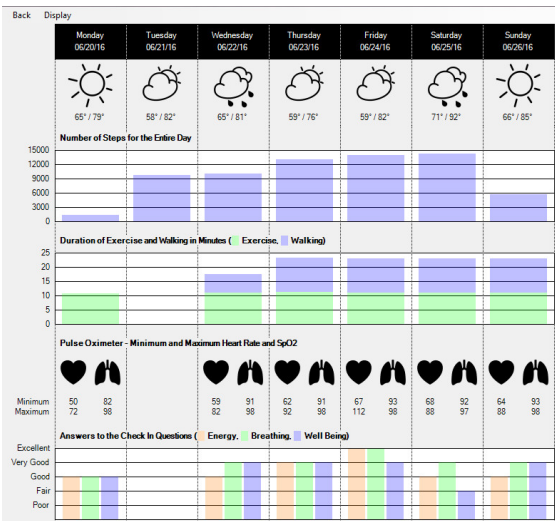 Back Display
Monday Tuesday Wednesday Thursday Friday Saturday Sunday
06/20/16 06/21/16 06/22/16 06/23/16 06/24/16 06/25/16 06/26/16
65° / 79° 58° / 82° 65° / 81° 59° / 76° 59° / 82° 71° / 92° 66° / 85°
Number of Steps for the Entire Day
15000
12000
9000
6000
3000
0
Duration of Exercise and Walking in Minutes ( Exercise, Walking)
25
20
15
10
5
0
Pulse Oximeter - Minimum and Maximum Heart Rate and SpO2
Minimum 50 82 59 91 62 91 67 93 68 92 64 93
Maximum 72 98 82 98 92 98 112 98 88 97 88 98
Answers to the Check In Questions ( Energy, Breathing, Well Being)
Excellent
Very Good
Good
Fair
Poor